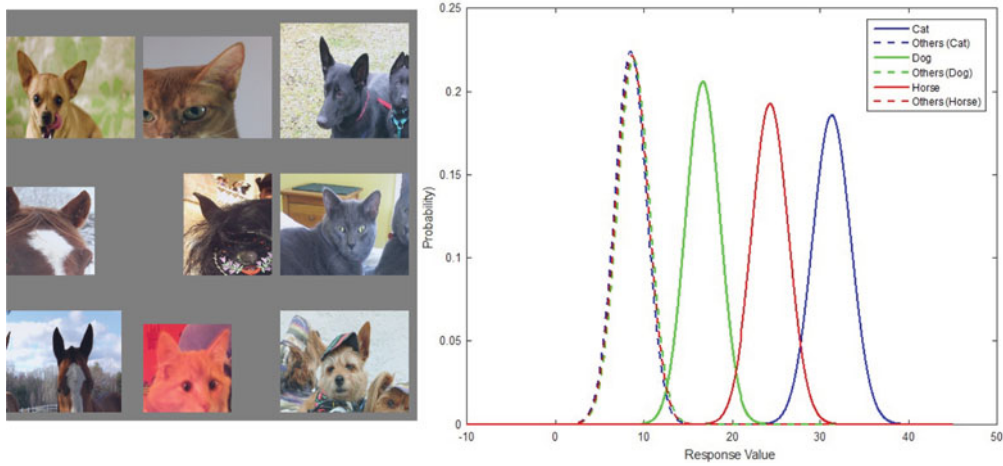 0.25
0.2
0.15
0.1
0.05
0
Probability)
-10 0 10 20 30 40 50
Response Value
Cat
Others (Cat)
Dog
Others (Dog)
Horse
Others (Horse)